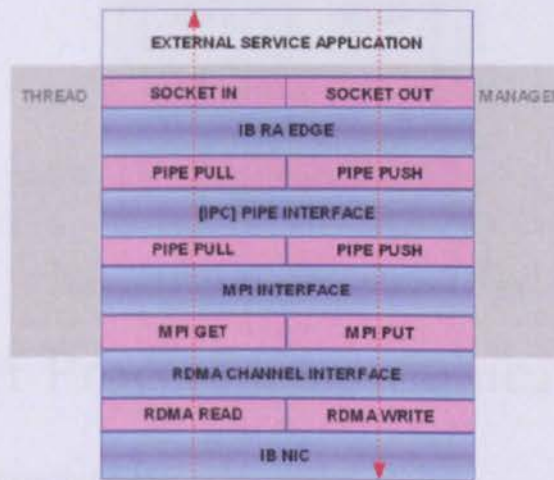 EXTERNAL SERVICE APPLICATION
THREAD SOCKET IN SOCKET OUT MANAGER
IB RA EDGE
PIPE PULL PIPE PUSH
[IPC] PIPE INTERFACE
PIPE PULL PIPE PUSH
MPI INTERFACE
MPI GET MPI PUT
RDMA CHANNEL INTERFACE
RDMA READ RDMA WRITE
IB NIC